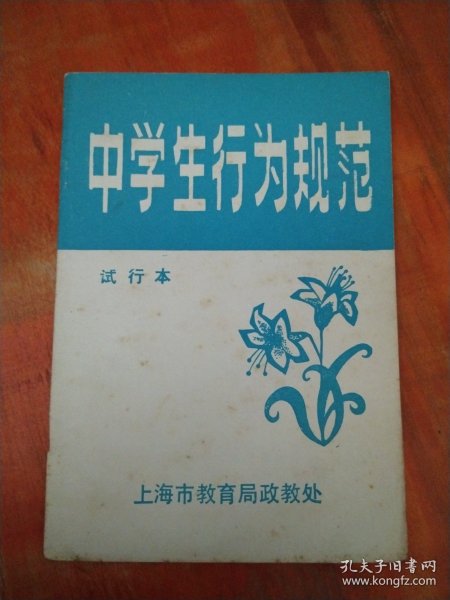 中学生行为规范
试行本
上海市教育局政教处
孔夫子旧书网
www.kongfz.com